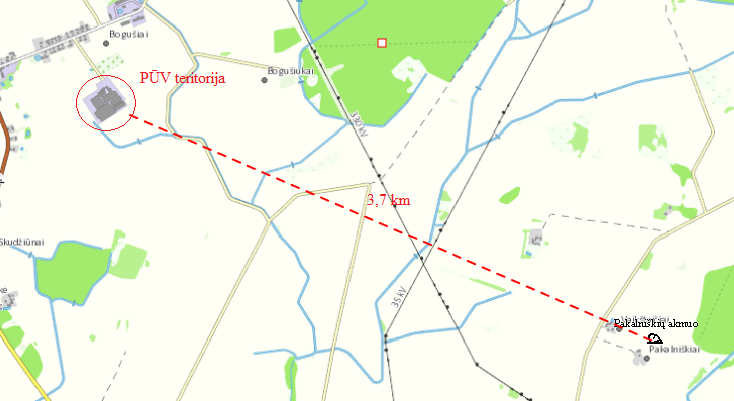 Bogušiai
PŪV teritorija
Bogušiukai
330 kV
3,7 km
Skudžiūnai
35 kV
Pakalniškių akmuo
Pakalniškiai